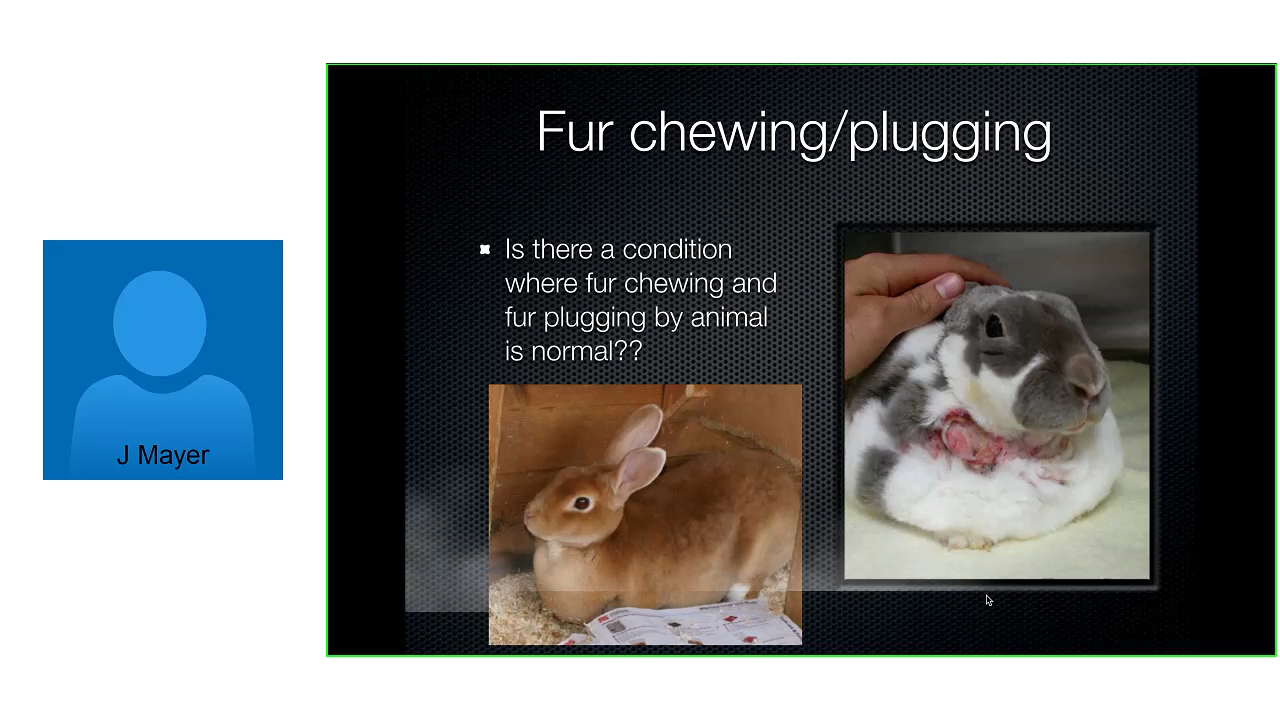 Fur chewing/plugging
Is there a condition
where fur chewing and
fur plugging by animal
is normal??
J Mayer